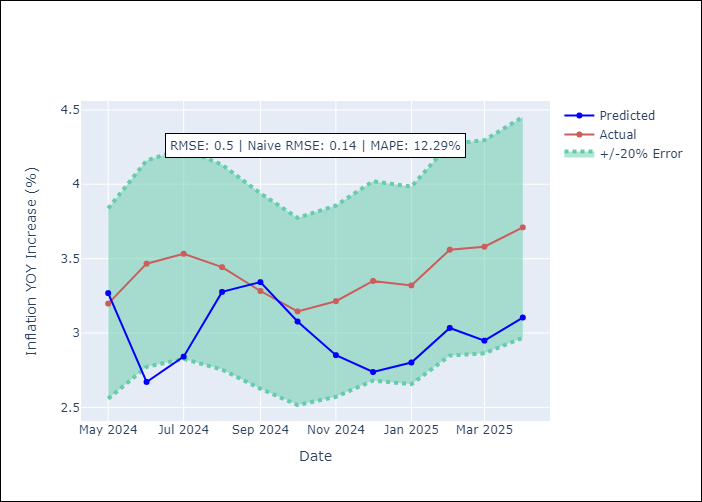 RMSE: 0.5 | Naive RMSE: 0.14 | MAPE: 12.29%
Predicted
Actual
+/-20% Error
4.5
4
3.5
3
2.5
Inflation YOY Increase (%)
May 2024 Jul 2024 Sep 2024 Nov 2024 Jan 2025 Mar 2025
Date